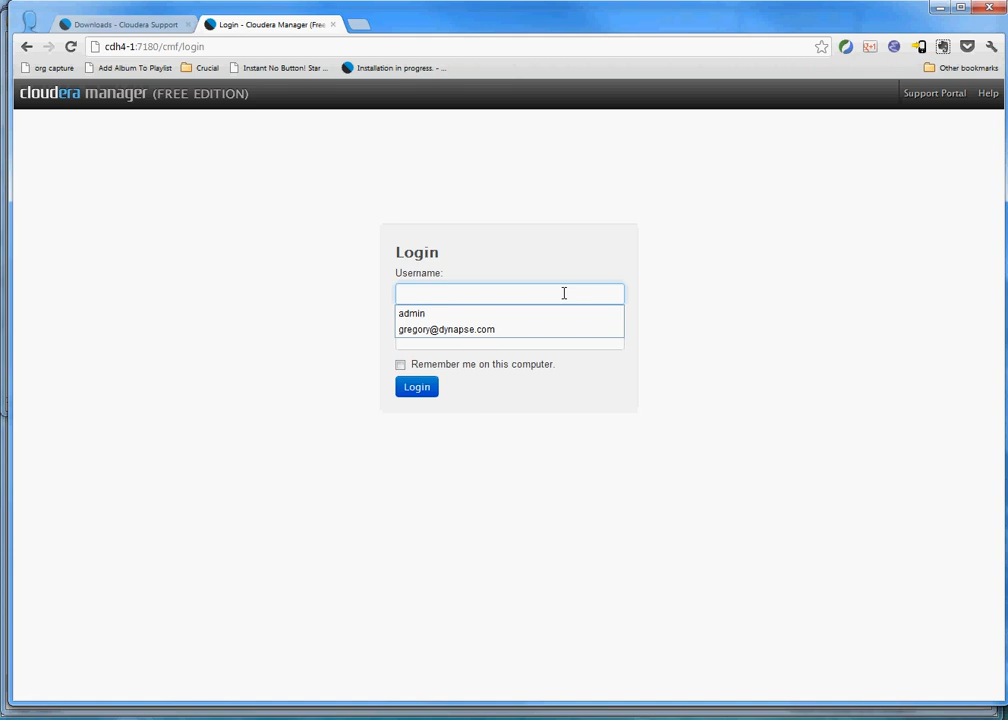 Downloads - Cloudera Support
Login - Cloudera Manager (Free
cdh4-1:7180/cmf/login
org capture
Add Album To Playlist
Crucial
Instant No Button! Star ...
Installation in progress. - ...
Other bookmarks
cloudera manager (FREE EDITION)
Support Portal
Help
Login
Username:
admin
gregory@dynapse.com
Remember me on this computer.
Login